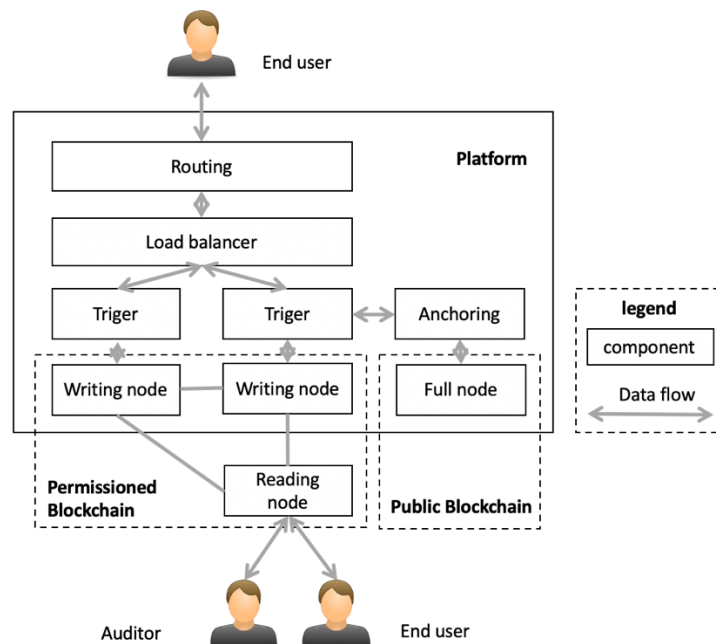 End user
Platform
Routing
Load balancer
Triger
Triger
Anchoring
legend
component
Data flow
Writing node
Writing node
Full node
Permissioned
Blockchain
Reading
node
Public Blockchain
Auditor
End user